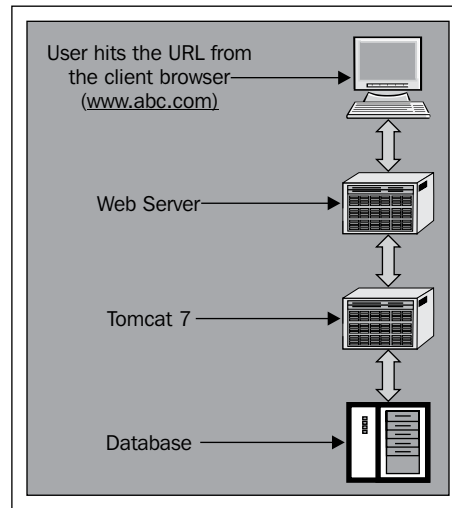 User hits the URL from
the client browser
(www.abc.com)
Web Server
Tomcat 7
Database